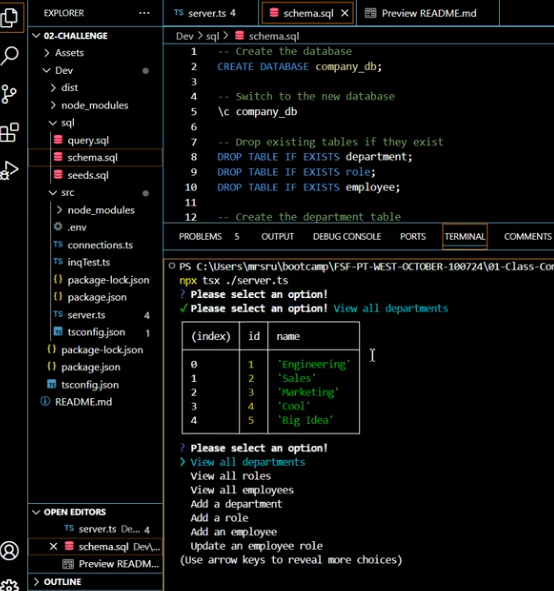 EXPLORER
02-CHALLENGE
Assets
Dev
dist
node_modules
sql
query.sql
schema.sql
seeds.sql
src
node_modules
.env
TS connections.ts
TS inqTest.ts
{} package-lock.json
{} package.json
TS server.ts 4
tsconfig.json 1
{} package-lock.json
{} package.json
tsconfig.json
README.md
OPEN EDITORS
TS server.ts De... 4
schema.sql Dev\...
Preview READM...
OUTLINE
TS server.ts 4
schema.sql
Preview README.md
Dev > sql > schema.sql
1 -- Create the database
2 CREATE DATABASE company_db;
3
4 -- Switch to the new database
5 \c company_db
6
7 -- Drop existing tables if they exist
8 DROP TABLE IF EXISTS department;
9 DROP TABLE IF EXISTS role;
10 DROP TABLE IF EXISTS employee;
11
12 -- Create the department table
PROBLEMS 5 OUTPUT DEBUG CONSOLE PORTS TERMINAL COMMENTS
PS C:\Users\mrsru\bootcamp\FSF-PT-WEST-OCTOBER-100724\01-Class-Con
npx tsx ./server.ts
? Please select an option!
✓ Please select an option! View all departments
(index) id name
0 1 'Engineering'
1 2 'Sales'
2 3 'Marketing'
3 4 'Cool'
4 5 'Big Idea'
? Please select an option!
> View all departments
View all roles
View all employees
Add a department
Add a role
Add an employee
Update an employee role
(Use arrow keys to reveal more choices)